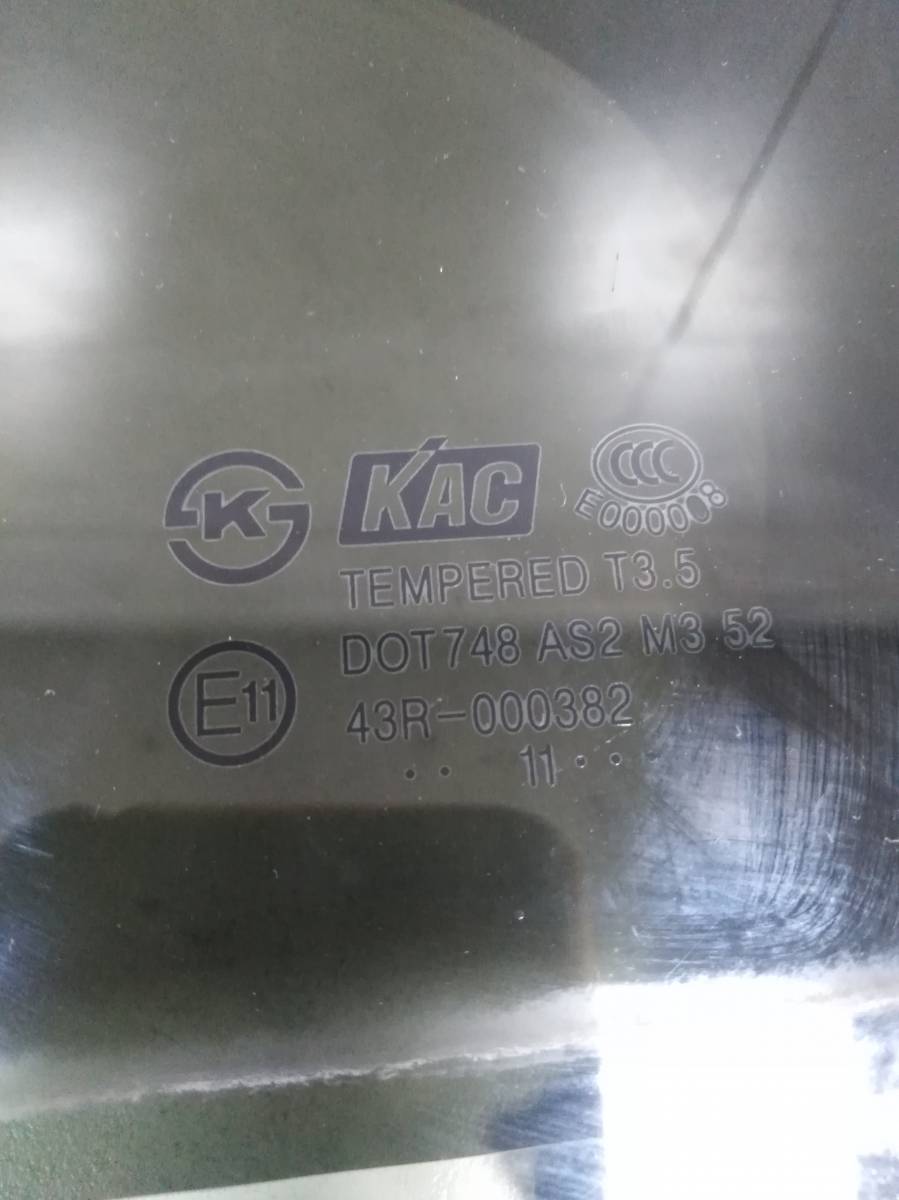 K
KAC
CCC
E000008
TEMPERED T3.5
DOT748 AS2 M3 52
E11
43R-000382
·· 11···